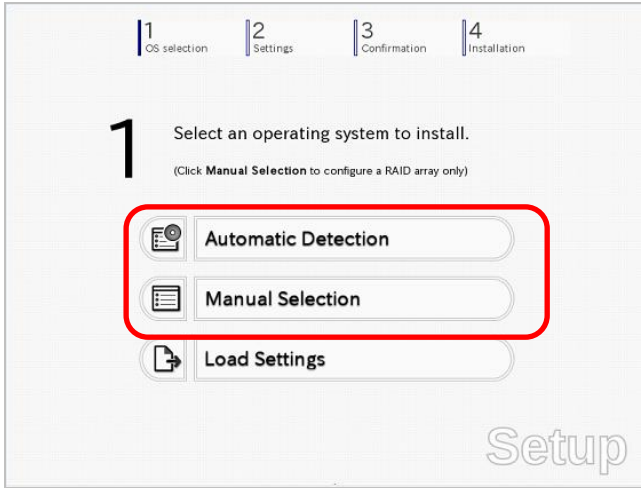 1 2 3 4
OS selection Settings Confirmation Installation
1 Select an operating system to install.
(Click Manual Selection to configure a RAID array only)
Automatic Detection
Manual Selection
Load Settings
Setup